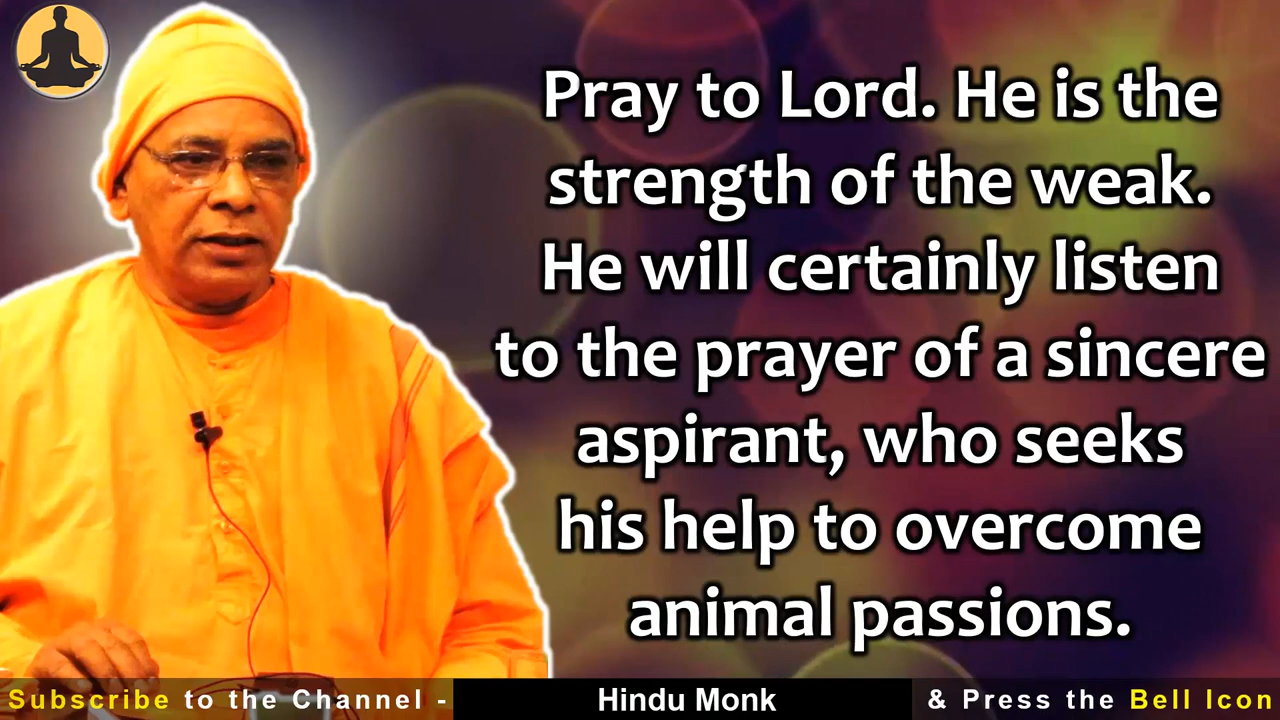 Pray to Lord. He is the
strength of the weak.
He will certainly listen
to the prayer of a sincere
aspirant, who seeks
his help to overcome
animal passions.
Subscribe to the Channel - Hindu Monk & Press the Bell Icon